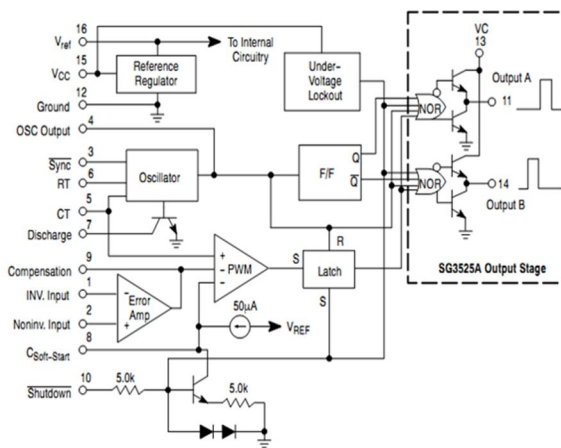 16
Vref
15
VCC
12
Ground
4
OSC Output
3
Sync
6
RT
5
CT
7
Discharge
9
Compensation
1
INV. Input
2
Noninv. Input
8
CSoft-Start
10
Shutdown
5.0k
5.0k
Reference
Regulator
To Internal
Circuitry
Under-
Voltage
Lockout
Oscillator
F/F
Q
Q
+
−
−
PWM
S
R
Latch
S
−
Error
Amp
+
50µA
VREF
VC
13
Output A
11
NOR
NOR
14
Output B
SG3525A Output Stage